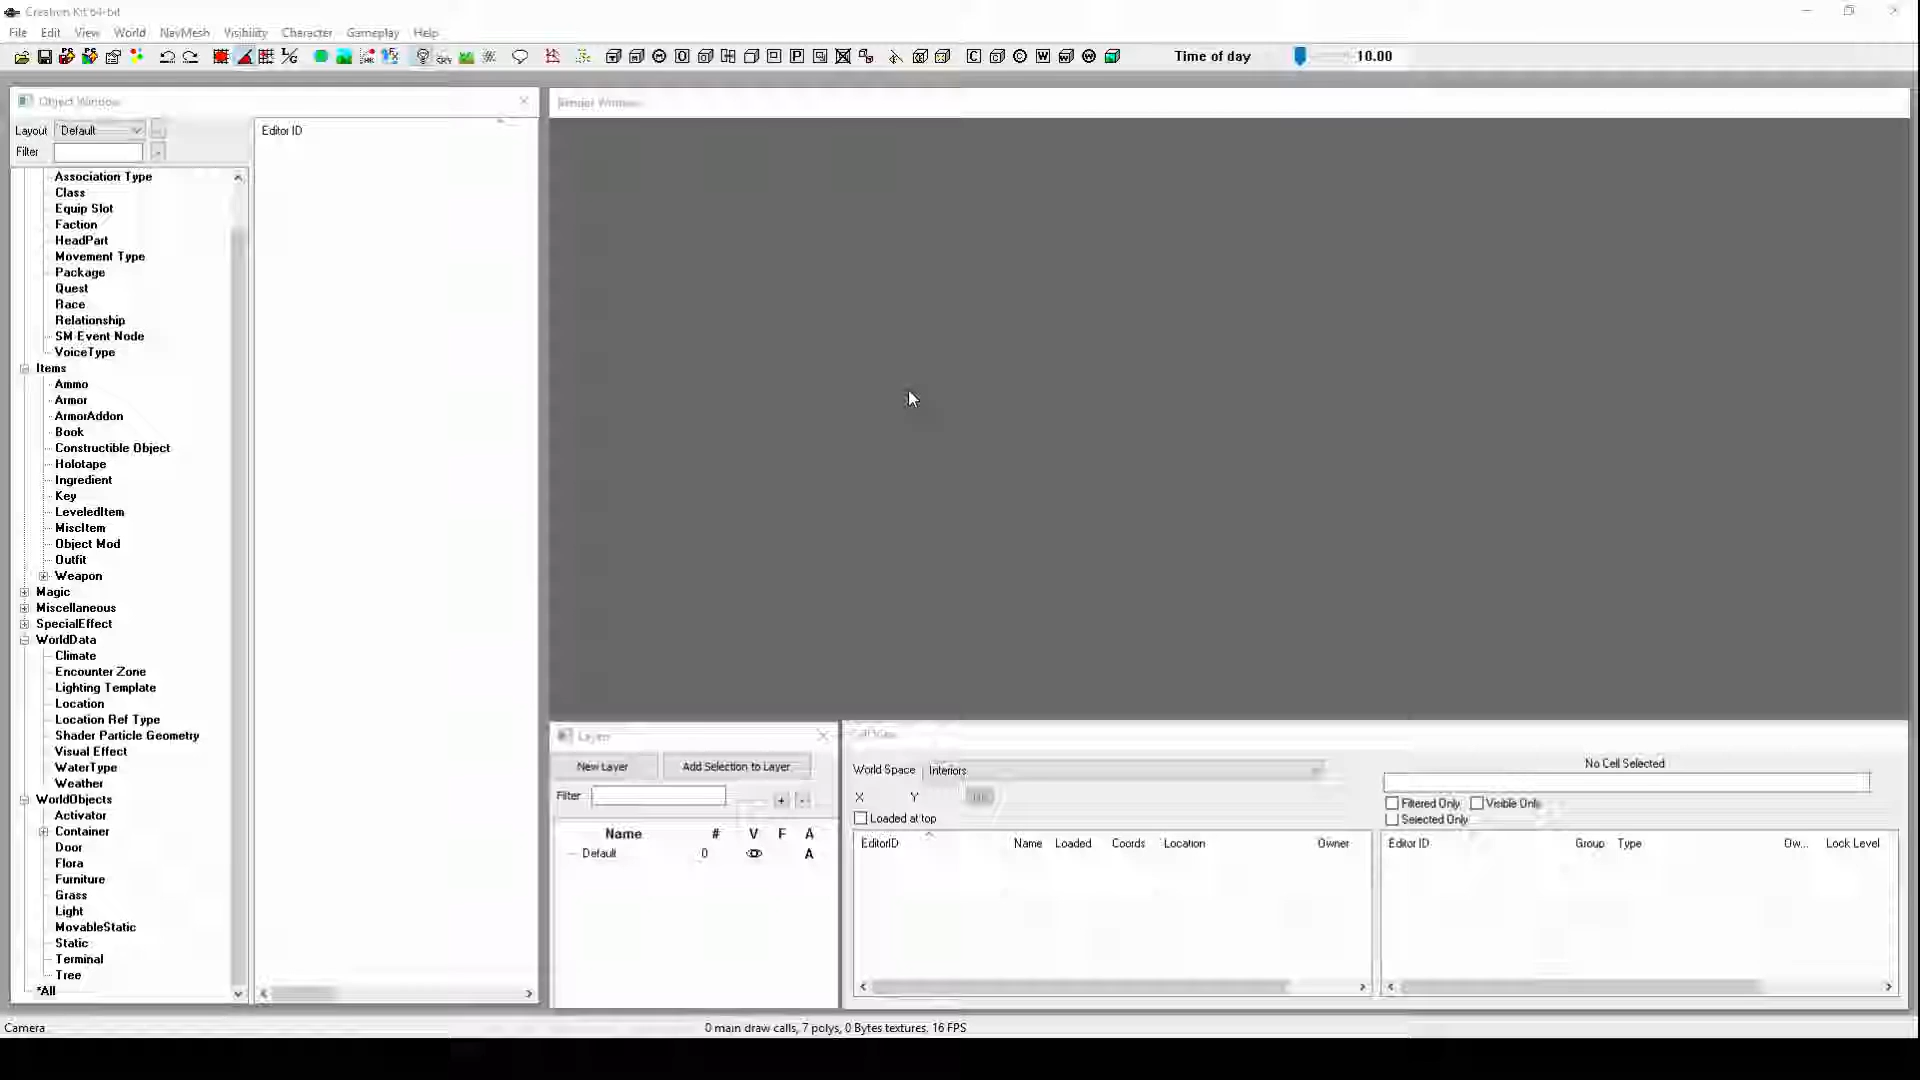 Creation Kit 64-bit
File Edit View World NavMesh Visibility Character Gameplay Help
Time of day 10.00
Object Window
Layout Default
Filter
Editor ID
Association Type
Class
Equip Slot
Faction
HeadPart
Movement Type
Package
Quest
Race
Relationship
SM Event Node
VoiceType
Items
Ammo
Armor
ArmorAddon
Book
Constructible Object
Holotape
Ingredient
Key
LeveledItem
MiscItem
Object Mod
Outfit
Weapon
Magic
Miscellaneous
SpecialEffect
WorldData
Climate
Encounter Zone
Lighting Template
Location
Location Ref Type
Shader Particle Geometry
Visual Effect
WaterType
Weather
WorldObjects
Activator
Container
Door
Flora
Furniture
Grass
Light
MovableStatic
Static
Terminal
Tree
*All
Render Window
Layers
New Layer Add Selection to Layer
Filter + -
Name # V F A
Default 0 A
Cell View
World Space Interiors
X Y
Loaded at top
EditorID Name Loaded Coords Location Owner
No Cell Selected
Filtered Only Visible Only
Selected Only
Editor ID Group Type Ow... Lock Level
Camera 0 main draw calls, 7 polys, 0 Bytes textures. 16 FPS